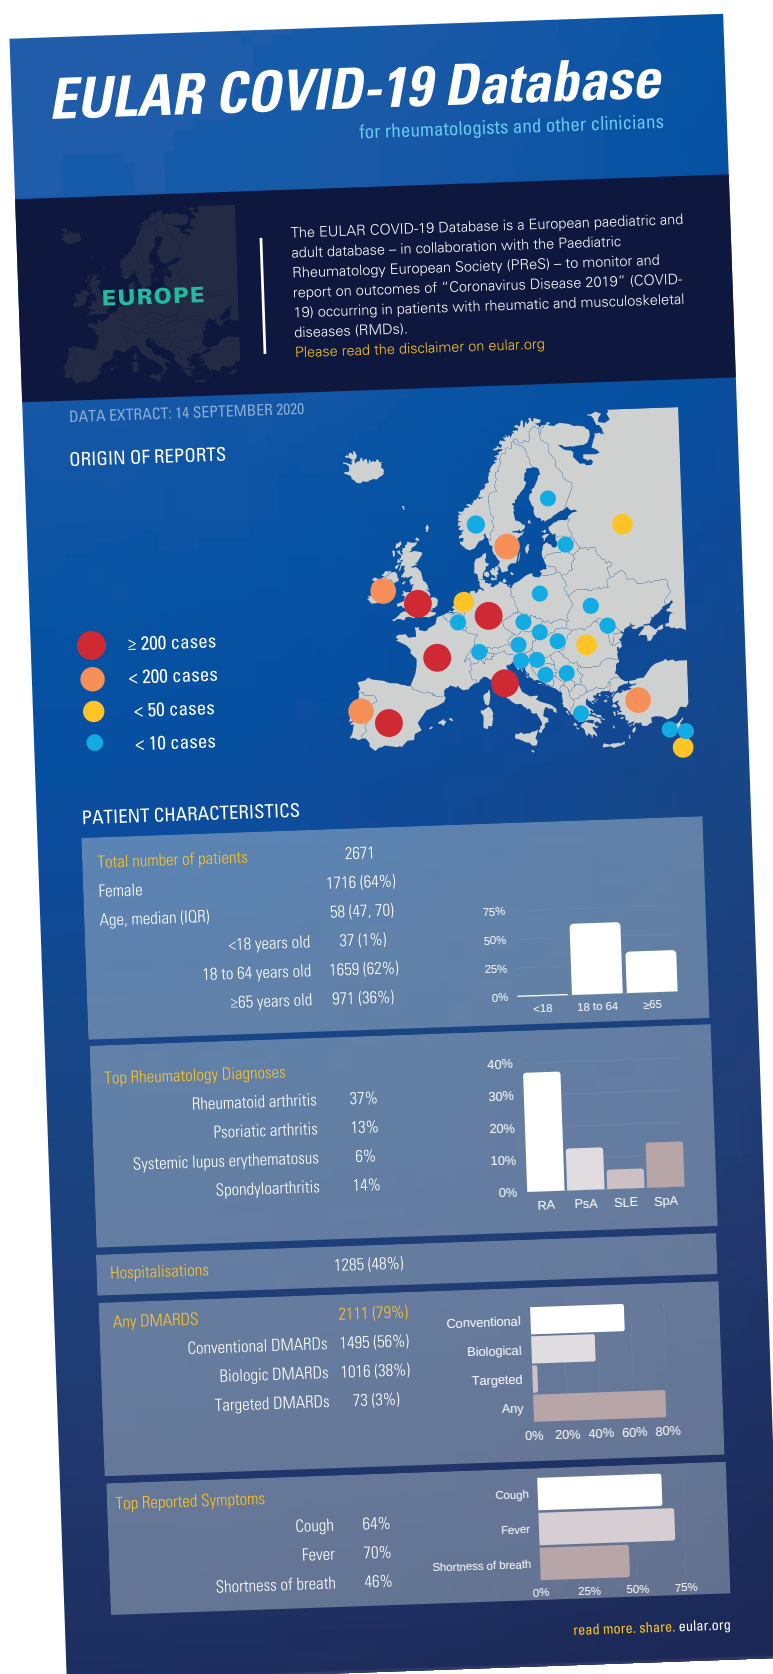 EULAR COVID-19 Database
for rheumatologists and other clinicians
EUROPE
The EULAR COVID-19 Database is a European paediatric and
adult database – in collaboration with the Paediatric
Rheumatology European Society (PReS) – to monitor and
report on outcomes of “Coronavirus Disease 2019” (COVID-
19) occurring in patients with rheumatic and musculoskeletal
diseases (RMDs).
Please read the disclaimer on eular.org
DATA EXTRACT: 14 SEPTEMBER 2020
ORIGIN OF REPORTS
≥ 200 cases
< 200 cases
< 50 cases
< 10 cases
PATIENT CHARACTERISTICS
Total number of patients 2671
Female 1716 (64%)
Age, median (IQR) 58 (47, 70)
<18 years old 37 (1%)
18 to 64 years old 1659 (62%)
≥65 years old 971 (36%)
75%
50%
25%
0%
<18 18 to 64 ≥65
Top Rheumatology Diagnoses
Rheumatoid arthritis 37%
Psoriatic arthritis 13%
Systemic lupus erythematosus 6%
Spondyloarthritis 14%
40%
30%
20%
10%
0%
RA PsA SLE SpA
Hospitalisations 1285 (48%)
Any DMARDS 2111 (79%)
Conventional DMARDs 1495 (56%)
Biologic DMARDs 1016 (38%)
Targeted DMARDs 73 (3%)
Conventional
Biological
Targeted
Any
0% 20% 40% 60% 80%
Top Reported Symptoms
Cough 64%
Fever 70%
Shortness of breath 46%
Cough
Fever
Shortness of breath
0% 25% 50% 75%
read more. share. eular.org